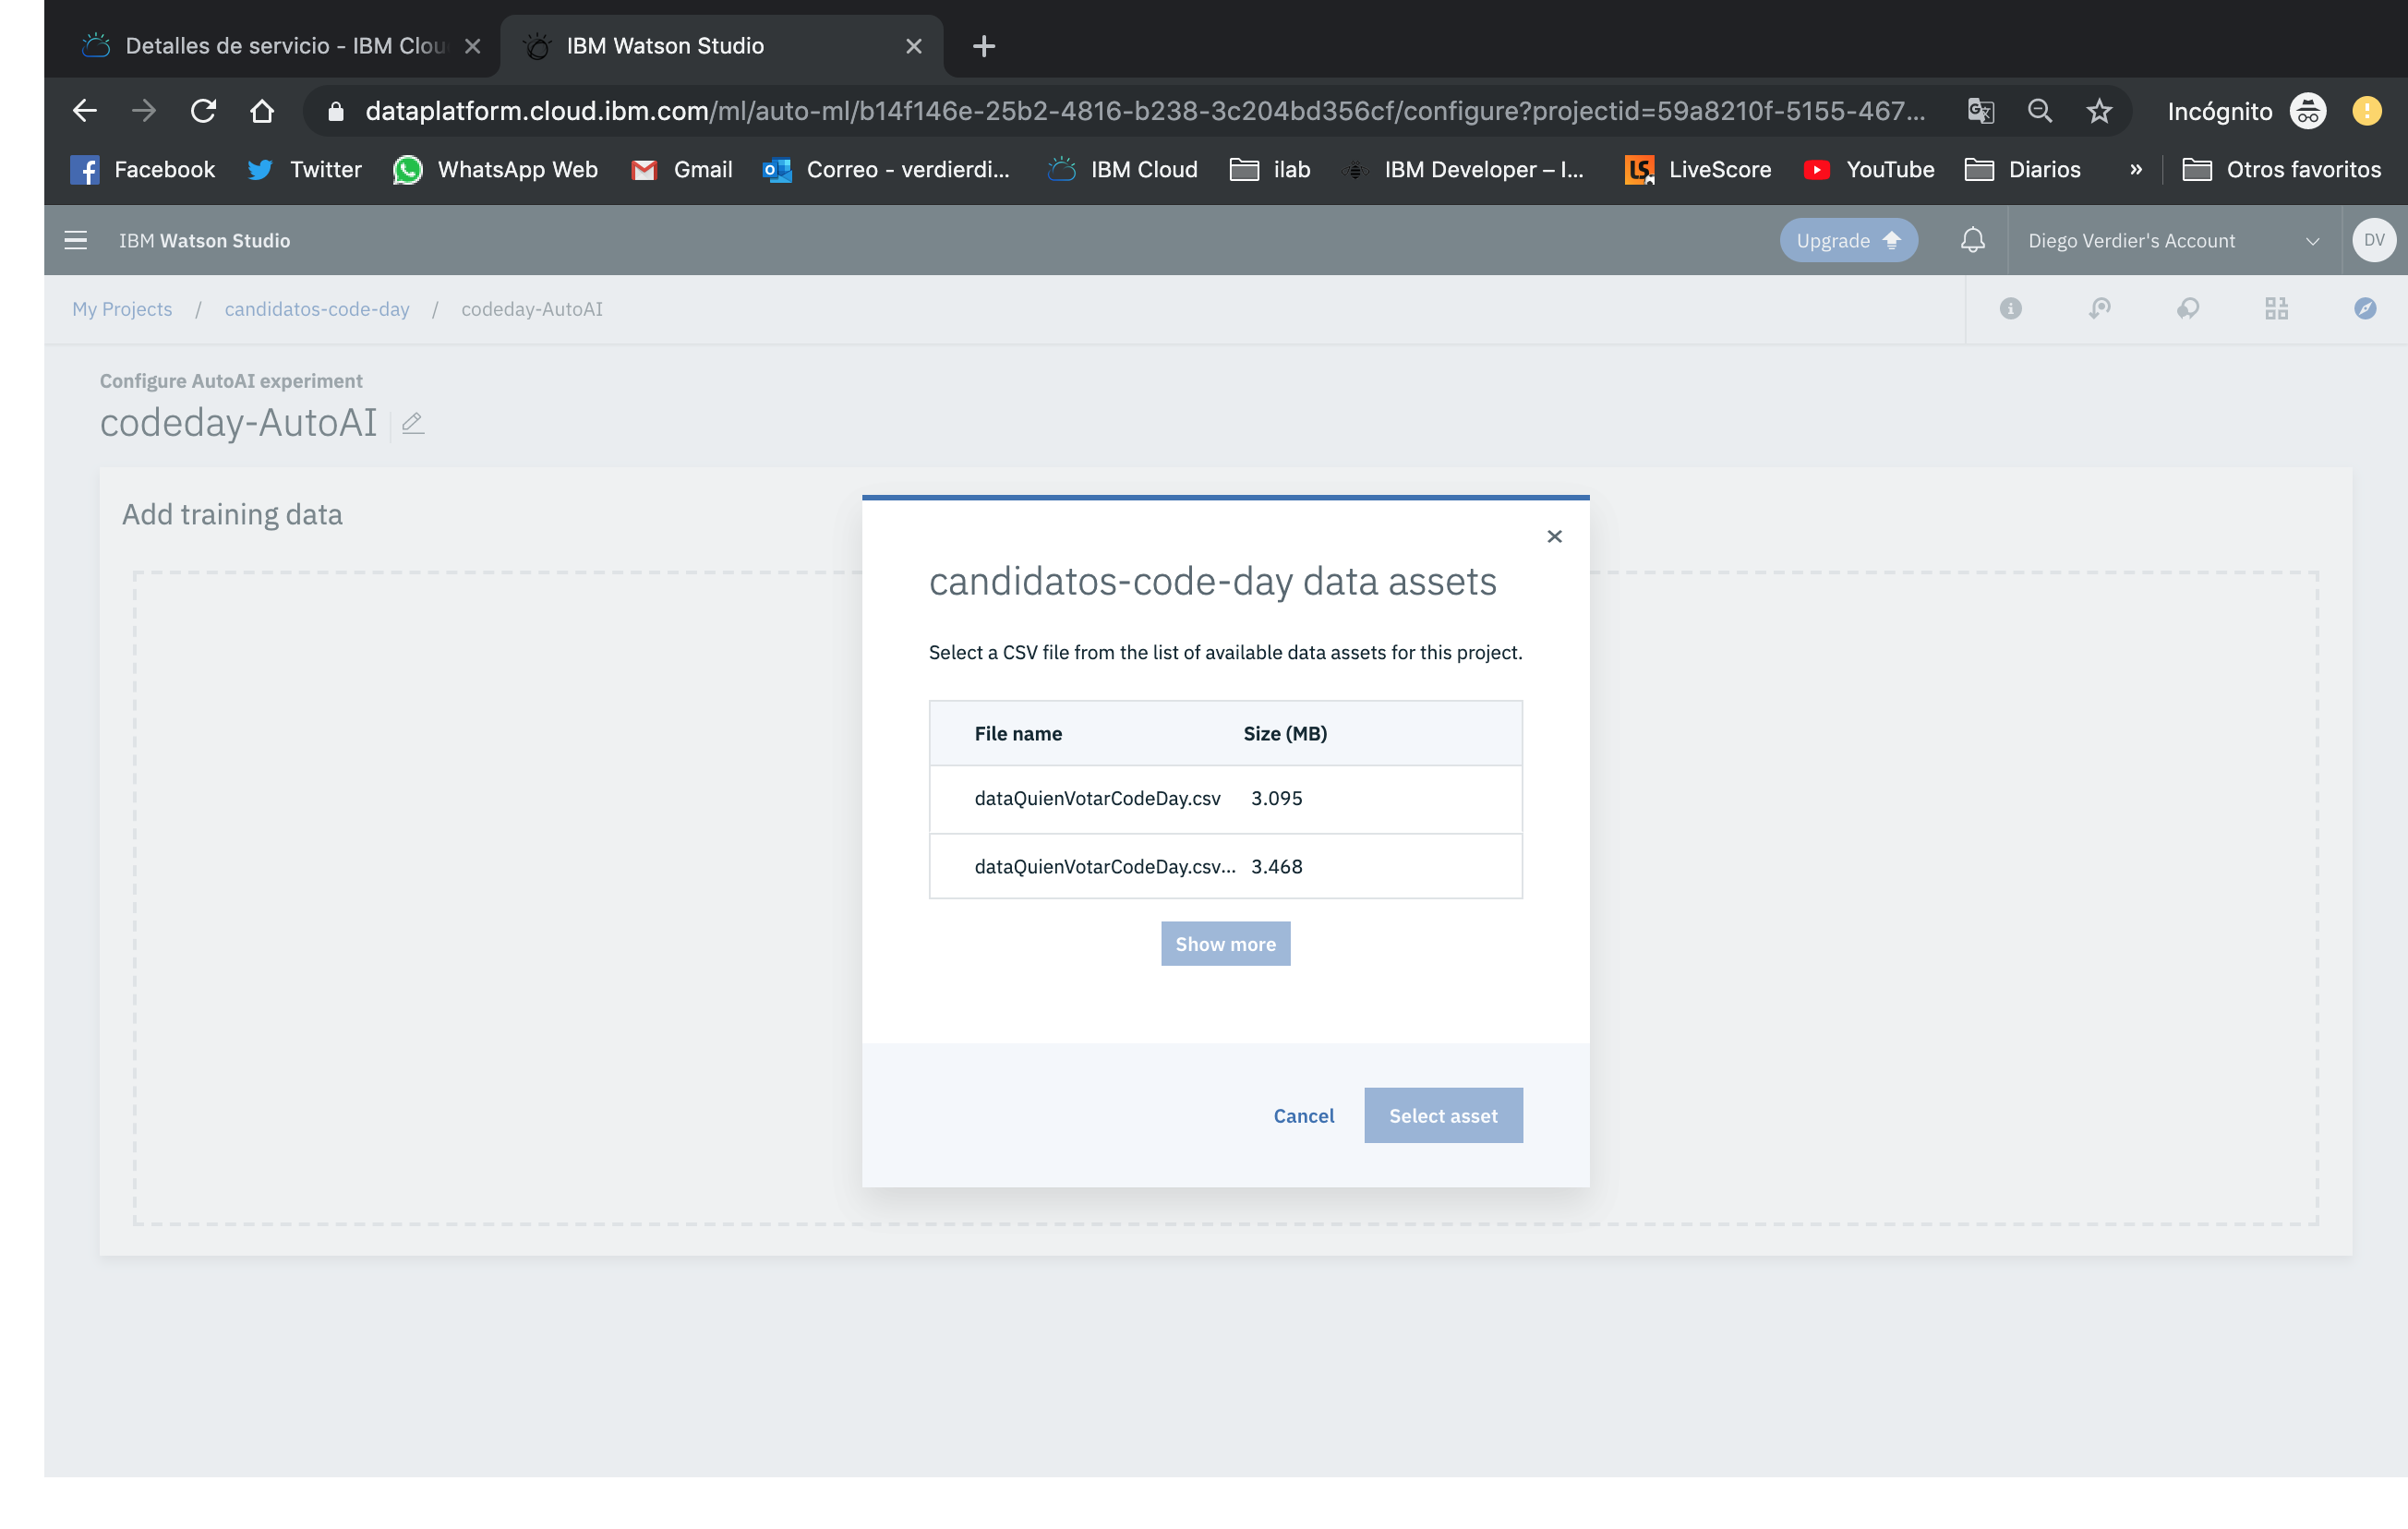 Detalles de servicio - IBM Clou
IBM Watson Studio
dataplatform.cloud.ibm.com/ml/auto-ml/b14f146e-25b2-4816-b238-3c204bd356cf/configure?projectid=59a8210f-5155-467...
Incógnito
Facebook
Twitter
WhatsApp Web
Gmail
Correo - verdierdi...
IBM Cloud
ilab
IBM Developer – I...
LiveScore
YouTube
Diarios
»
Otros favoritos
IBM Watson Studio
Upgrade
Diego Verdier's Account
DV
My Projects / candidatos-code-day / codeday-AutoAI
Configure AutoAI experiment
codeday-AutoAI
Add training data
candidatos-code-day data assets
Select a CSV file from the list of available data assets for this project.
File name Size (MB)
dataQuienVotarCodeDay.csv 3.095
dataQuienVotarCodeDay.csv... 3.468
Show more
Cancel
Select asset